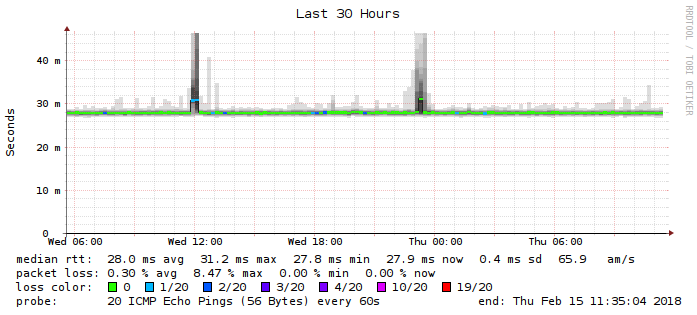 Last 30 Hours
RRDTOOL / TOBI OETIKER
Seconds
40 m
30 m
20 m
10 m
0
Wed 06:00 Wed 12:00 Wed 18:00 Thu 00:00 Thu 06:00
median rtt: 28.0 ms avg 31.2 ms max 27.8 ms min 27.9 ms now 0.4 ms sd 65.9 am/s
packet loss: 0.30 % avg 8.47 % max 0.00 % min 0.00 % now
loss color: 0 1/20 2/20 3/20 4/20 10/20 19/20
probe: 20 ICMP Echo Pings (56 Bytes) every 60s end: Thu Feb 15 11:35:04 2018